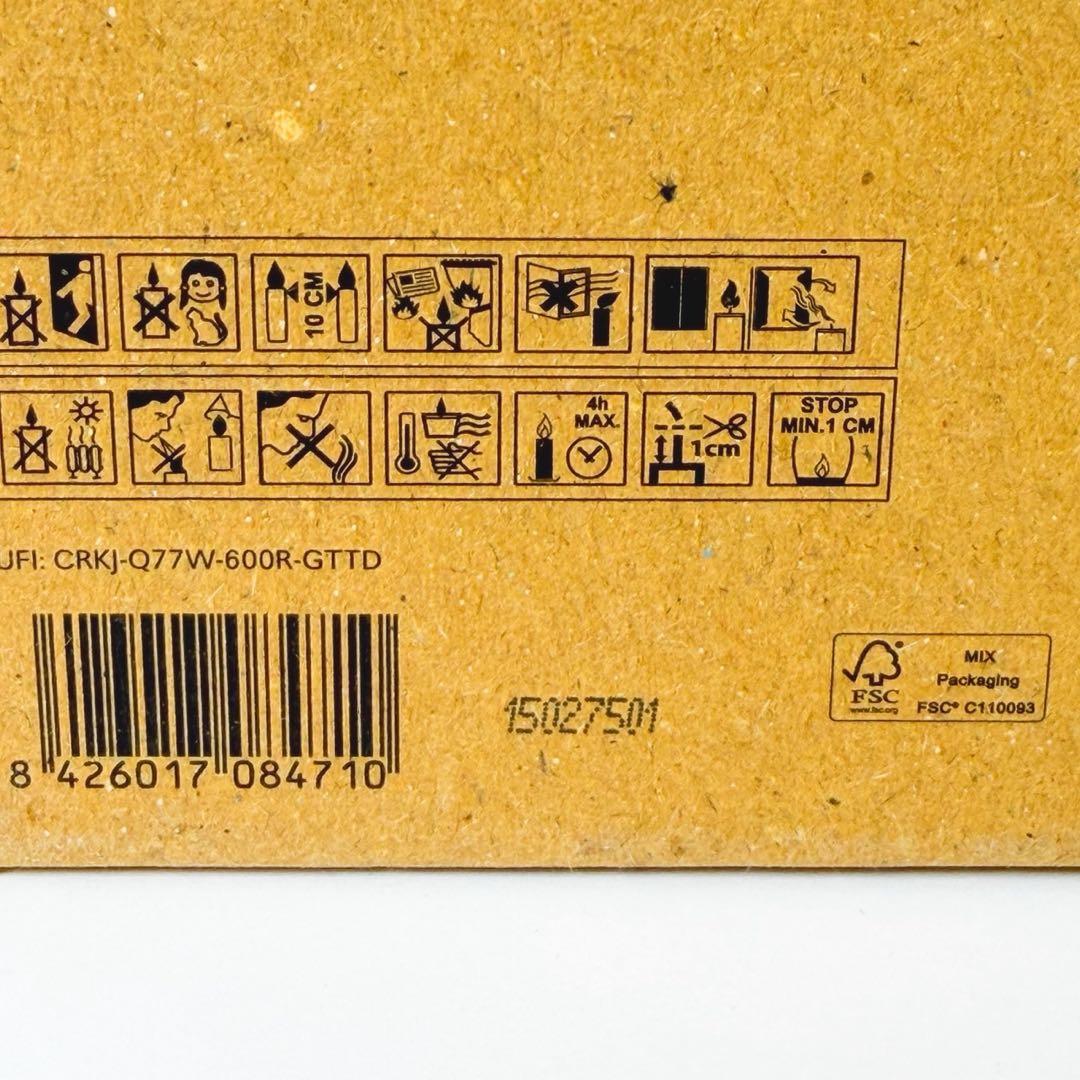 10 CM
4h
MAX.
1cm
STOP
MIN.1 CM
UFI: CRKJ-Q77W-600R-GTTD
8 426017 084710
15027501
FSC
www.fsc.org
MIX
Packaging
FSC® C110093